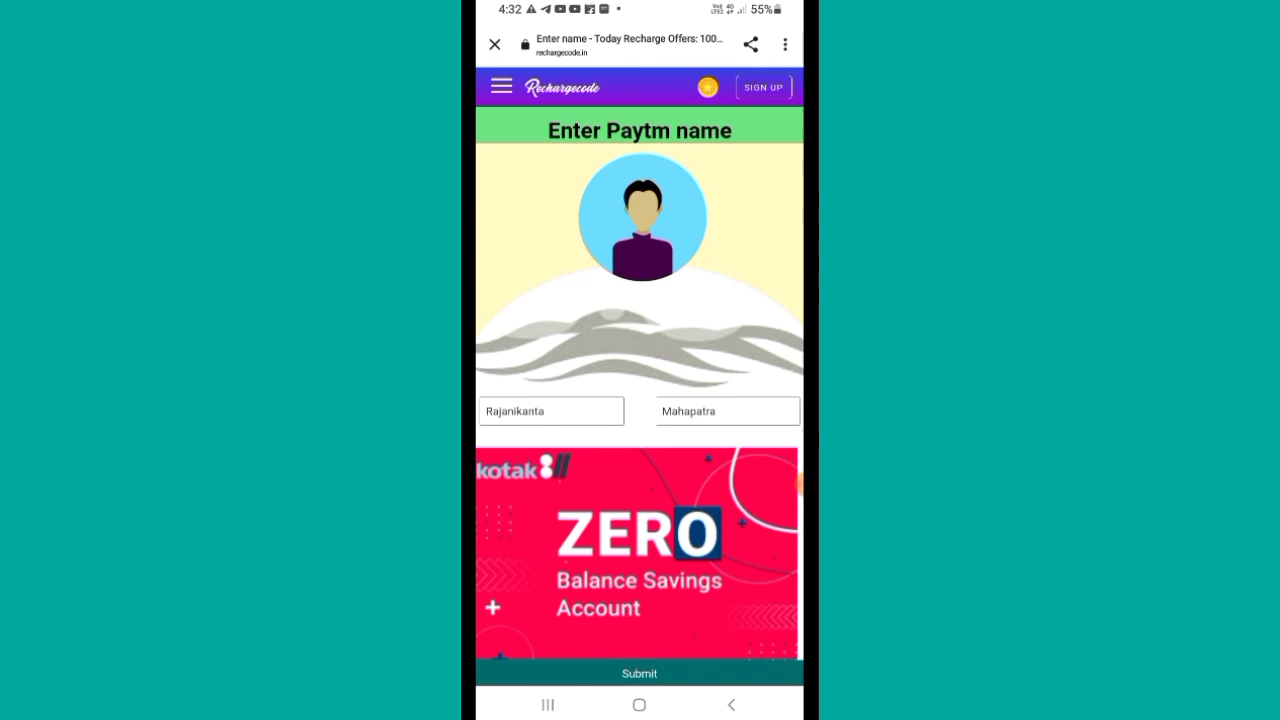 4:32
55%
Enter name - Today Recharge Offers: 100...
rechargecode.in
Rechargecode
SIGN UP
Enter Paytm name
Rajanikanta
Mahapatra
kotak
ZERO
Balance Savings
Account
Submit